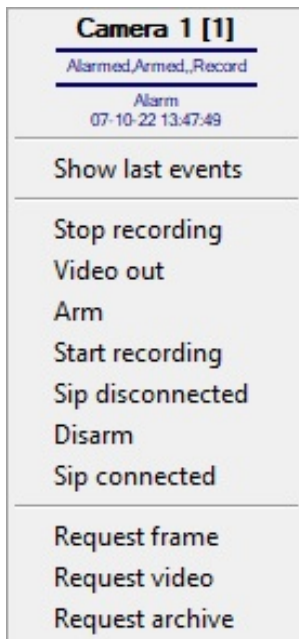 Camera 1 [1]
Alarmed,Armed,,Record
Alarm
07-10-22 13:47:49
Show last events
Stop recording
Video out
Arm
Start recording
Sip disconnected
Disarm
Sip connected
Request frame
Request video
Request archive